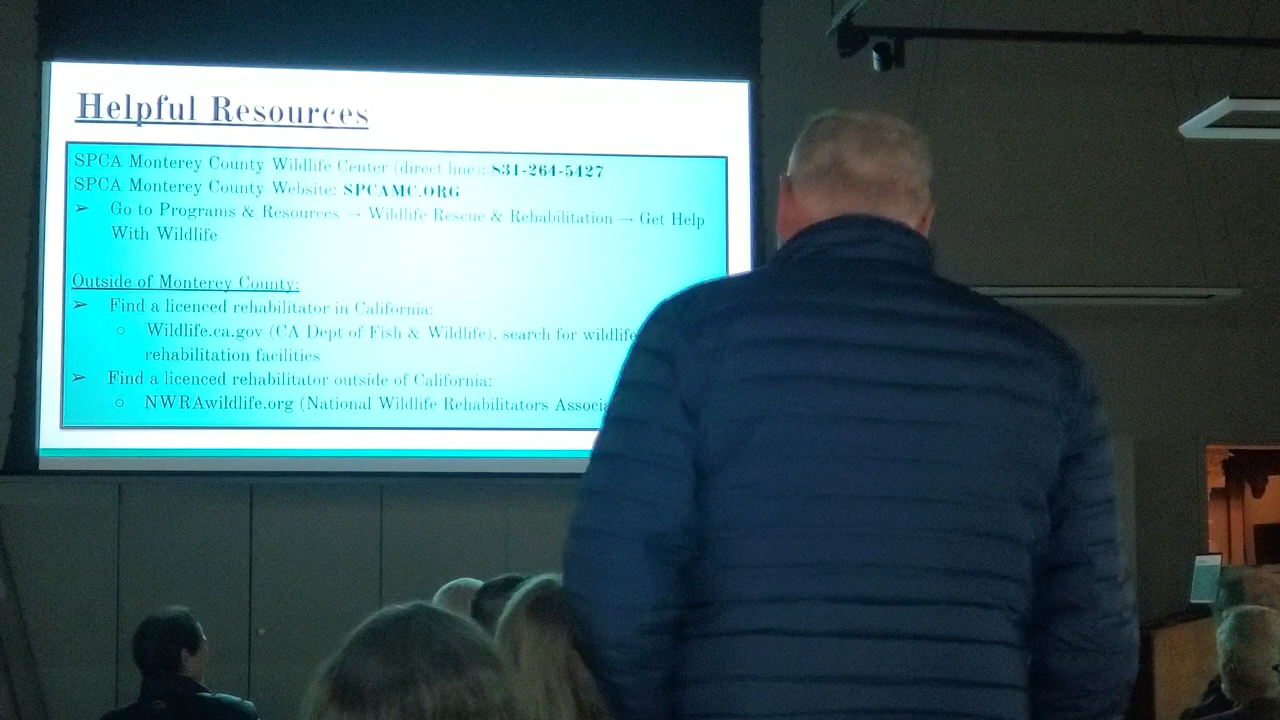 Helpful Resources
SPCA Monterey County Wildlife Center (direct line): 831-264-5427
SPCA Monterey County Website: SPCAMC.ORG
➢ Go to Programs & Resources → Wildlife Rescue & Rehabilitation → Get Help
With Wildlife
Outside of Monterey County:
➢ Find a licenced rehabilitator in California:
○ Wildlife.ca.gov (CA Dept of Fish & Wildlife), search for wildlife
rehabilitation facilities
➢ Find a licenced rehabilitator outside of California:
○ NWRAwildlife.org (National Wildlife Rehabilitators